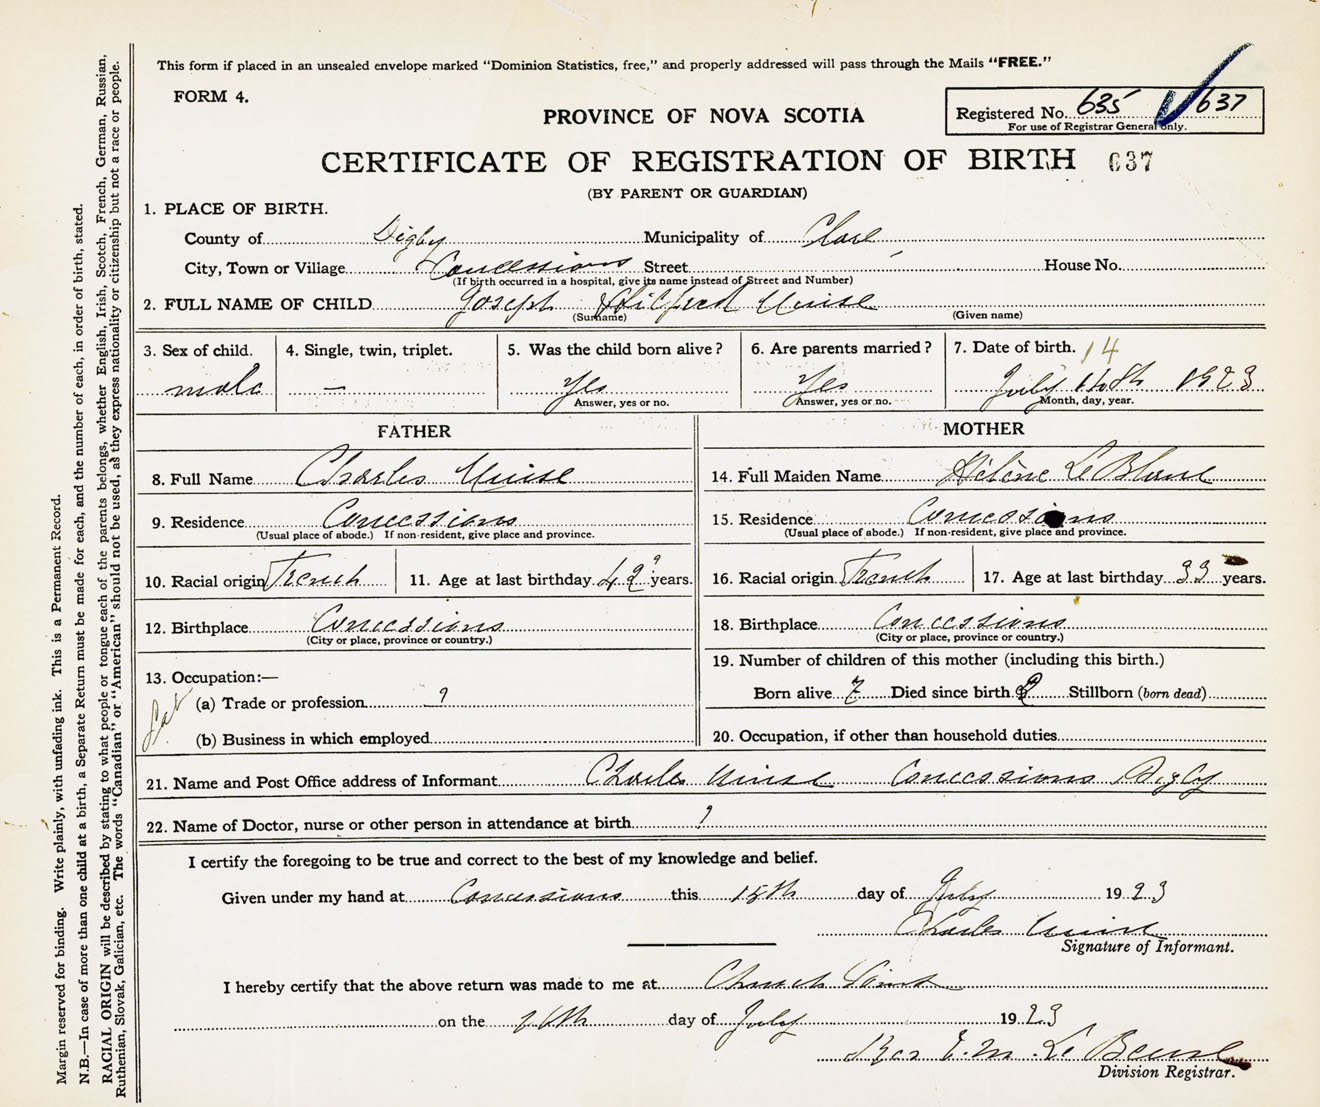 This form if placed in an unsealed envelope marked “Dominion Statistics, free,” and properly addressed will pass through the Mails “FREE.”
FORM 4.
Registered No. 635 637
For use of Registrar General only.
PROVINCE OF NOVA SCOTIA
CERTIFICATE OF REGISTRATION OF BIRTH 637
(BY PARENT OR GUARDIAN)
1. PLACE OF BIRTH.
County of Digby Municipality of Clare
City, Town or Village Concessions Street House No.
(If birth occurred in a hospital, give its name instead of Street and Number)
2. FULL NAME OF CHILD Joseph Wilfred Muise
(Surname) (Given name)
3. Sex of child. 4. Single, twin, triplet. 5. Was the child born alive? 6. Are parents married? 7. Date of birth. 14
male — Yes Yes July 14th 1923
Answer, yes or no. Answer, yes or no. Month, day, year.
FATHER MOTHER
8. Full Name Charles Muise 14. Full Maiden Name Hélène LeBlanc
9. Residence Concessions 15. Residence Concessions
(Usual place of abode.) If non-resident, give place and province. (Usual place of abode.) If non-resident, give place and province.
10. Racial origin French 11. Age at last birthday 42? years. 16. Racial origin French 17. Age at last birthday 33 years.
12. Birthplace Concessions 18. Birthplace Concessions
(City or place, province or country.) (City or place, province or country.)
13. Occupation:— 19. Number of children of this mother (including this birth.)
(a) Trade or profession ? Born alive 7 Died since birth Stillborn (born dead)
(b) Business in which employed 20. Occupation, if other than household duties
21. Name and Post Office address of Informant Charles Muise Concessions Digby
22. Name of Doctor, nurse or other person in attendance at birth ?
I certify the foregoing to be true and correct to the best of my knowledge and belief.
Given under my hand at Concessions this 15th day of July 1923
Charles Muise
Signature of Informant.
I hereby certify that the above return was made to me at Church Point
on the 16th day of July 1923
E. M. Le Blanc
Division Registrar.
Margin reserved for binding. Write plainly, with unfading ink. This is a Permanent Record.
N.B.—In case of more than one child at a birth, a Separate Return must be made for each, and the number of each, in order of birth, stated.
RACIAL ORIGIN will be described by stating to what people or tongue each of the parents belongs, whether English, Irish, Scotch, French, German, Russian,
Ruthenian, Slovak, Galician, etc. The words “Canadian” or “American” should not be used, as they express nationality or citizenship but not a race or people.